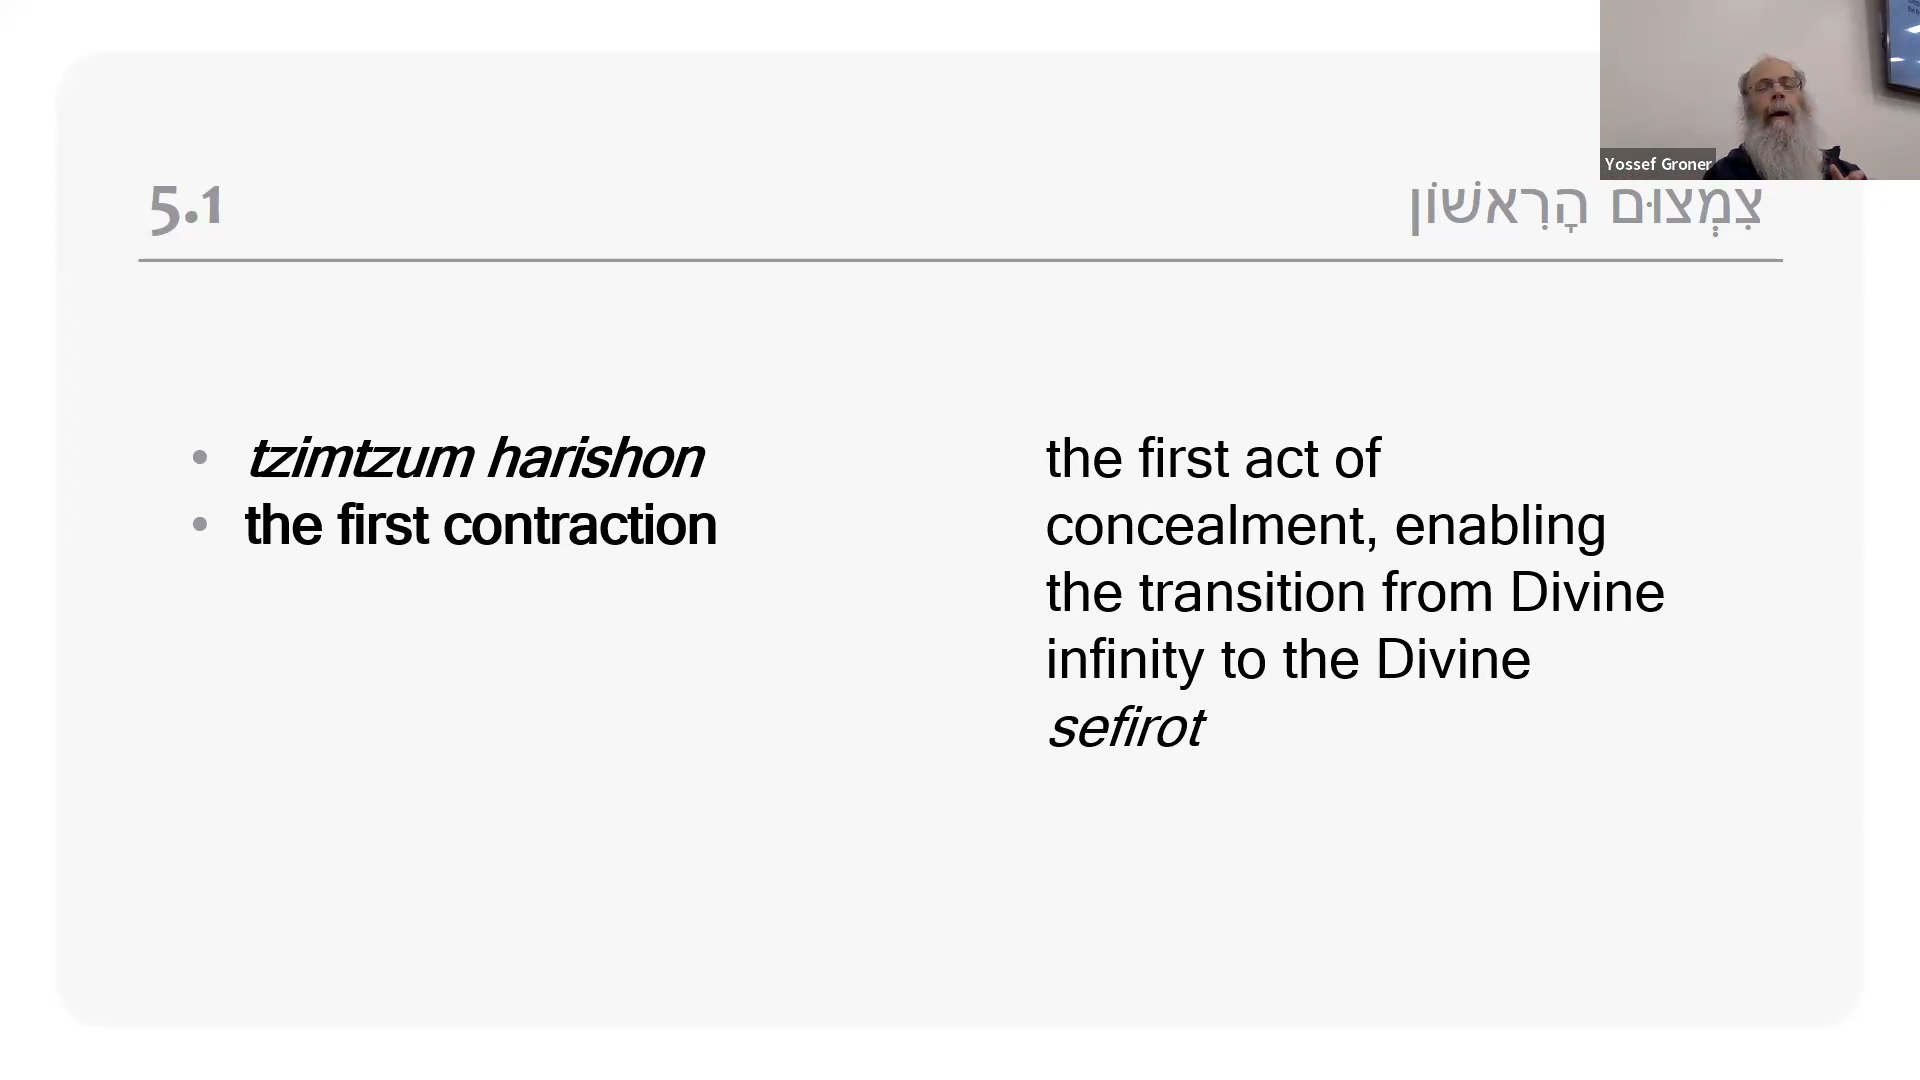 Yossef Groner
5.1
צִמְצוּם הָרִאשׁוֹן
tzimtzum harishon
the first contraction
the first act of
concealment, enabling
the transition from Divine
infinity to the Divine
sefirot